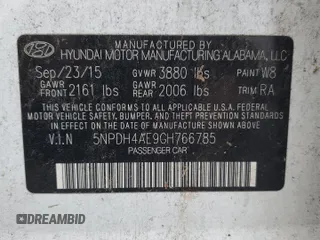 MANUFACTURED BY
HYUNDAI MOTOR MANUFACTURING ALABAMA, LLC
Sep/23/15 GVWR 3880 lbs PAINT W8
GAWR FRONT 2161 lbs GAWR REAR 2006 lbs TRIM RA
THIS VEHICLE CONFORMS TO ALL APPLICABLE U.S. FEDERAL MOTOR
VEHICLE SAFETY, BUMPER, AND THEFT PREVENTION STANDARDS IN
EFFECT ON THE DATE OF MANUFACTURE SHOWN ABOVE.
V.I.N 5NPDH4AE9GH766785
PASSENGER CAR
AUTOBIDMASTER